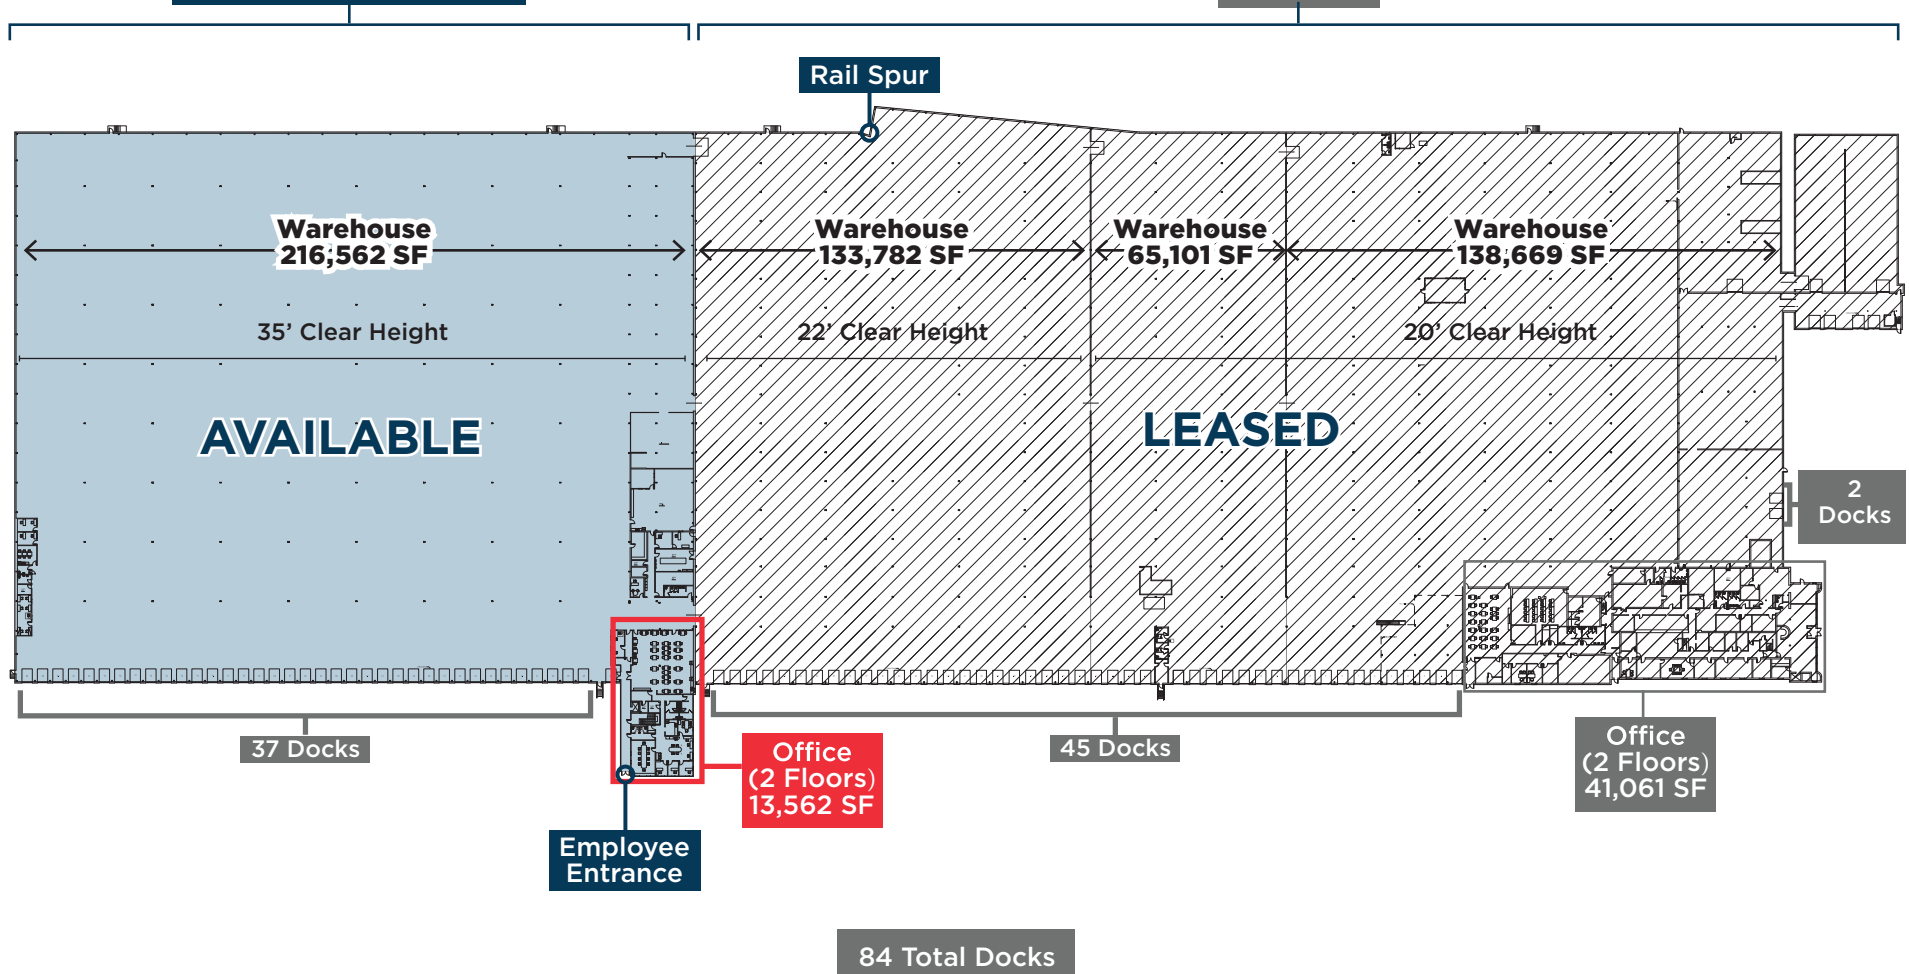 Rail Spur
Warehouse
216,562 SF
Warehouse
133,782 SF
Warehouse
65,101 SF
Warehouse
138,669 SF
35’ Clear Height
22’ Clear Height
20’ Clear Height
AVAILABLE
LEASED
2
Docks
37 Docks
45 Docks
Office
(2 Floors)
13,562 SF
Office
(2 Floors)
41,061 SF
Employee
Entrance
84 Total Docks